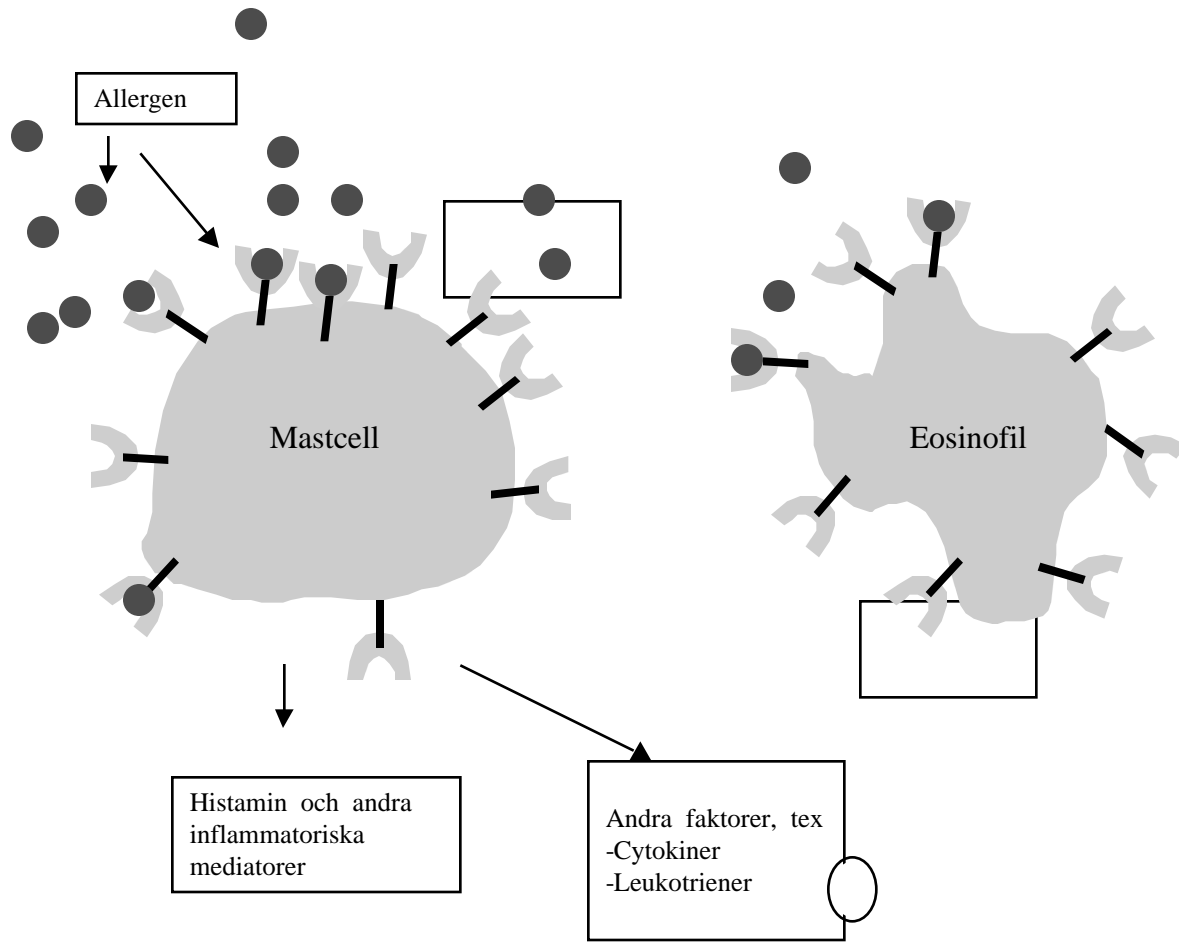 Allergen
Mastcell
Eosinofil
Histamin och andra
inflammatoriska
mediatorer
Andra faktorer, tex
-Cytokiner
-Leukotriener